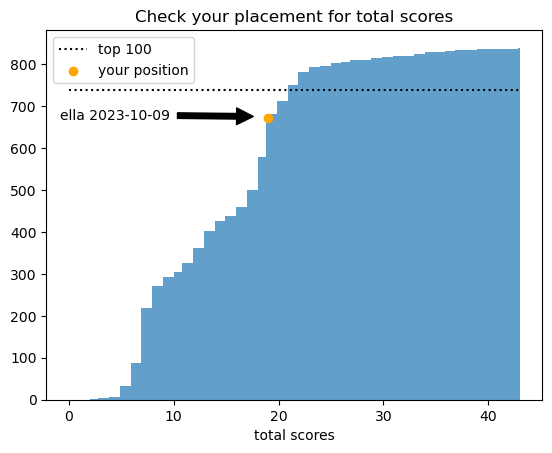 Check your placement for total scores
top 100
your position
ella 2023-10-09
800
700
600
500
400
300
200
100
0
0 10 20 30 40
total scores